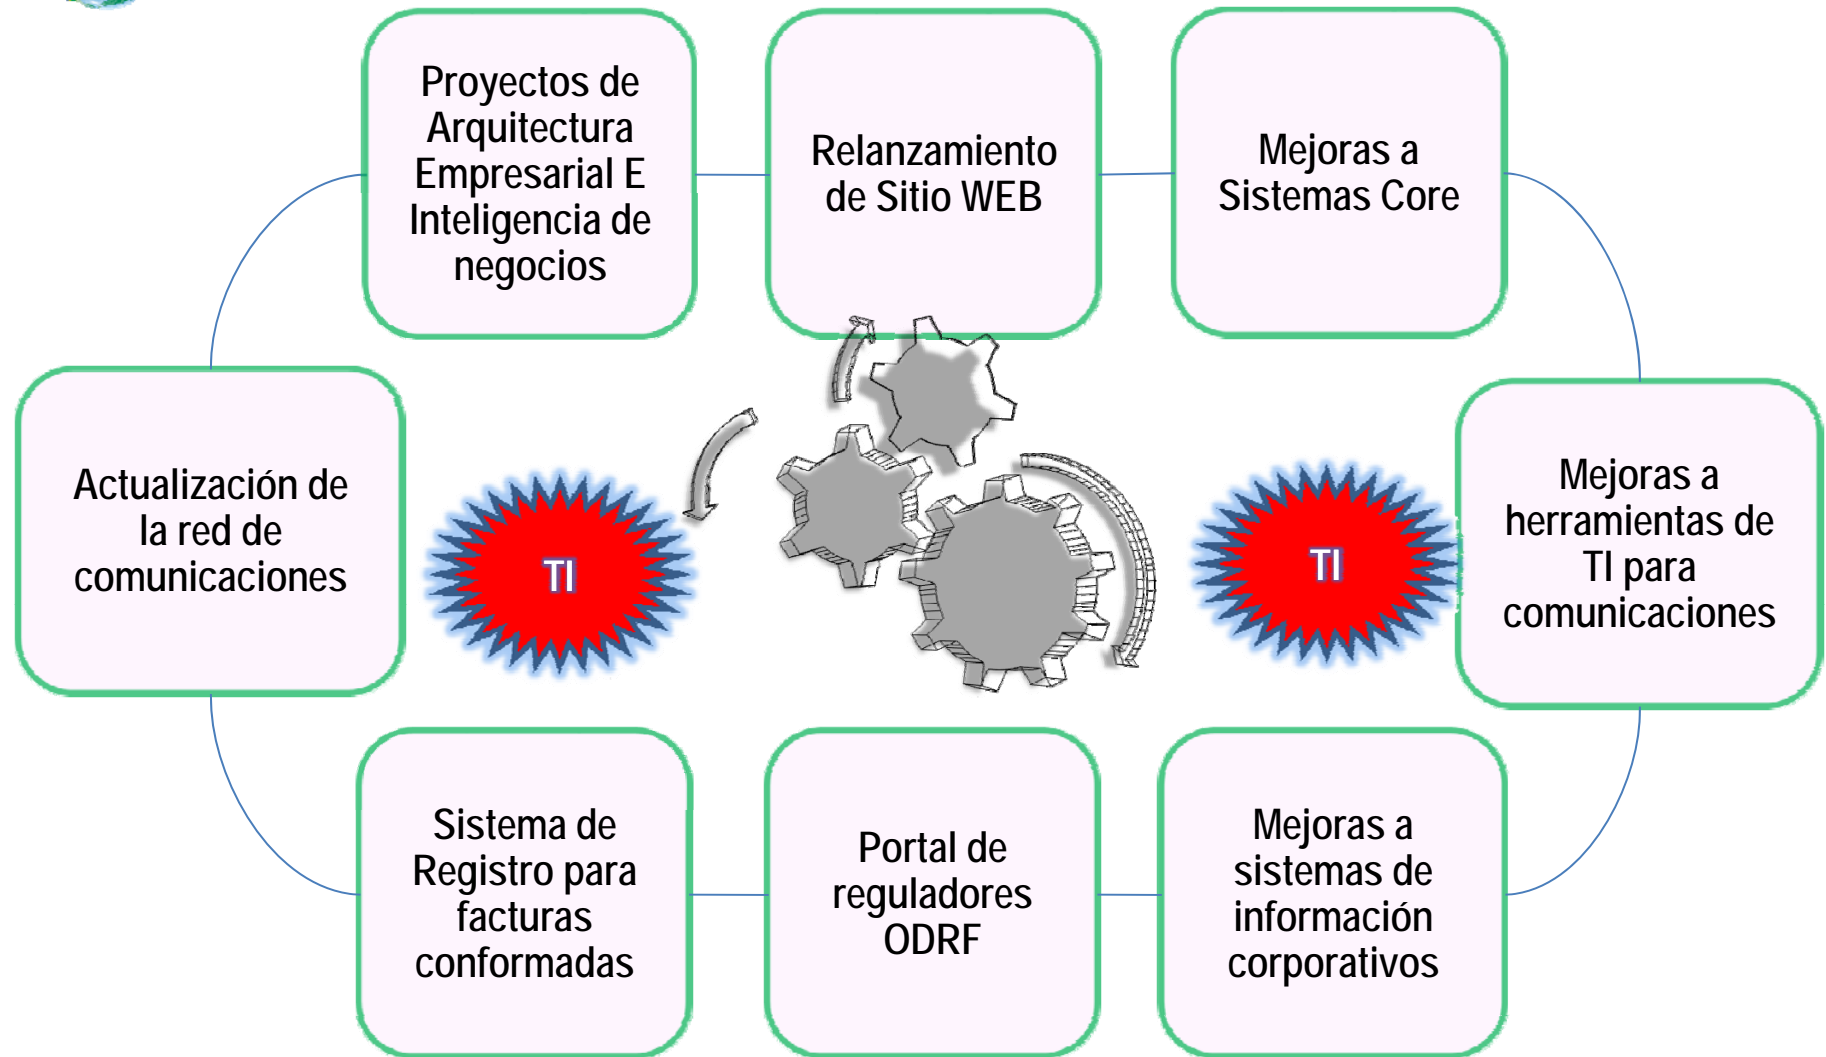 Proyectos de
Arquitectura
Empresarial E
Inteligencia de
negocios
Relanzamiento
de Sitio WEB
Mejoras a
Sistemas Core
Actualización de
la red de
comunicaciones
TI
TI
Mejoras a
herramientas de
TI para
comunicaciones
Sistema de
Registro para
facturas
conformadas
Portal de
reguladores
ODRF
Mejoras a
sistemas de
información
corporativos